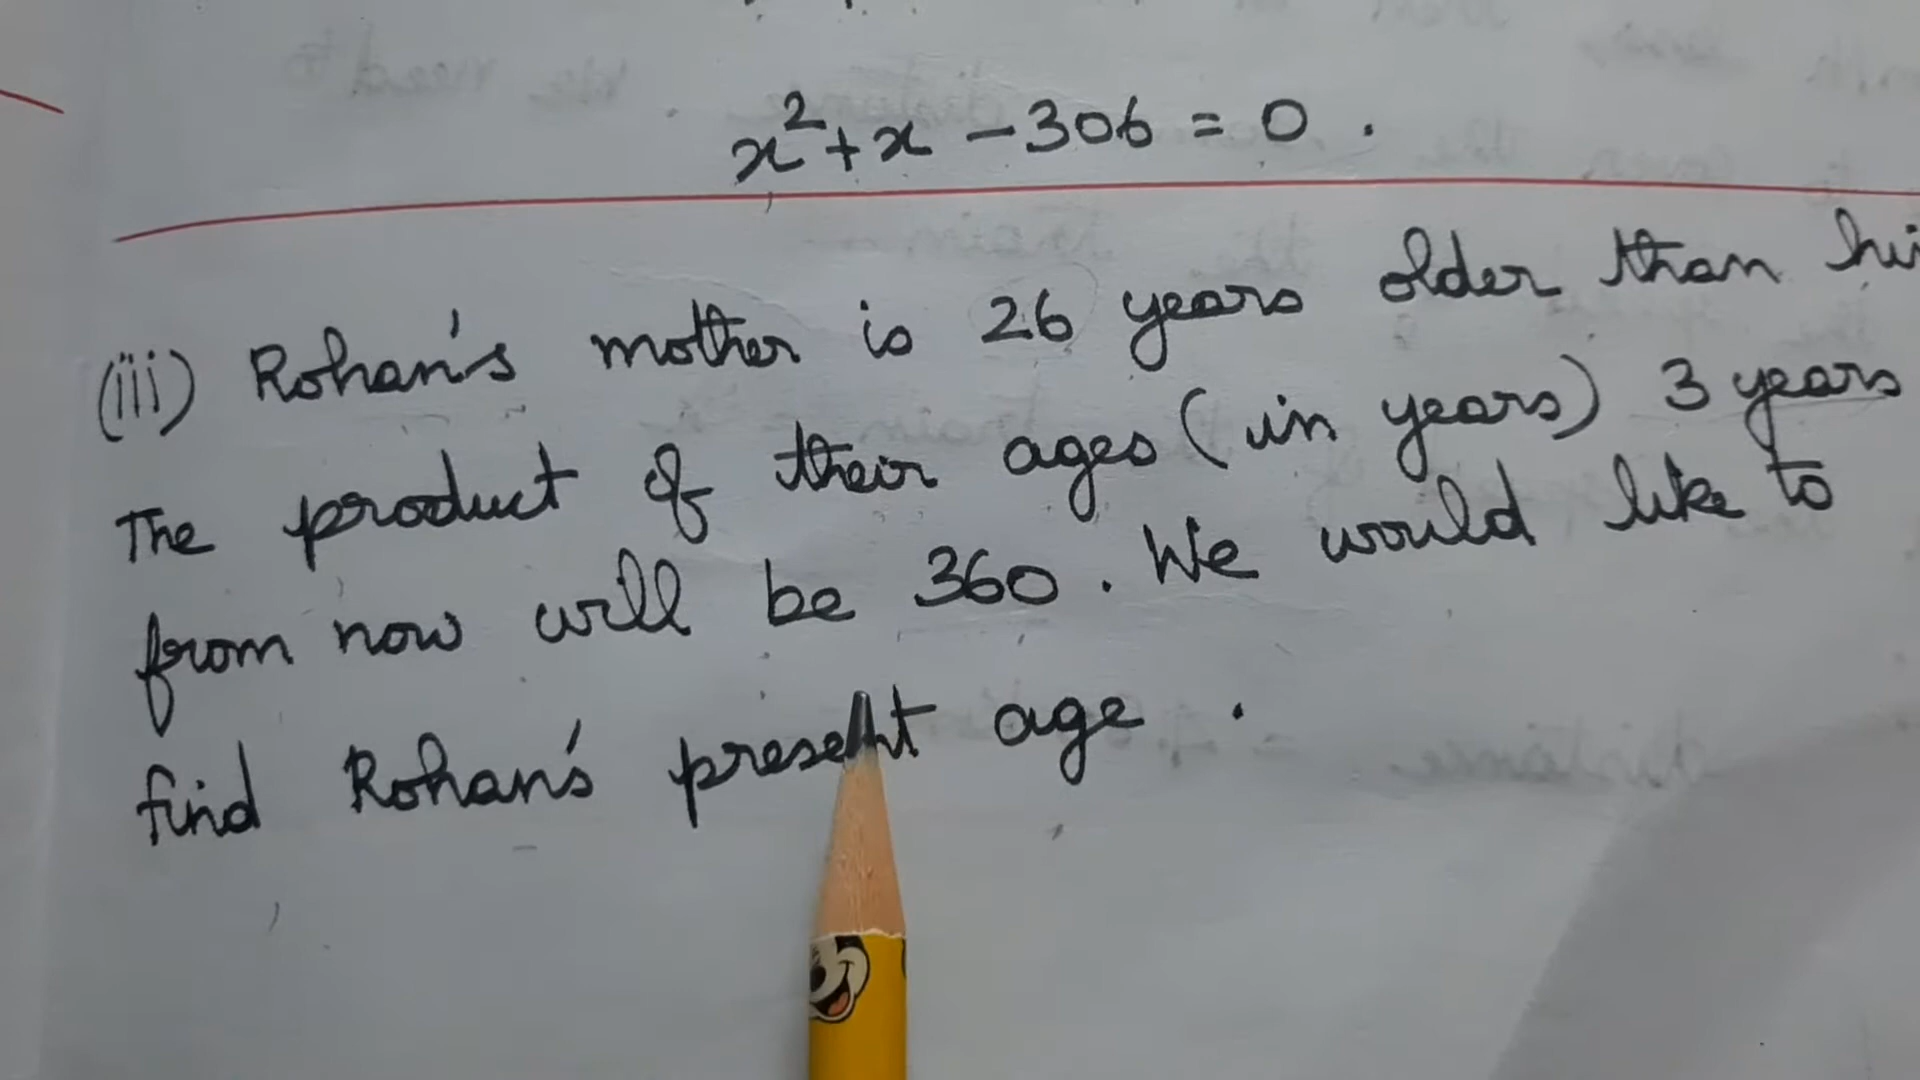 x²+x-306 = 0.
(iii) Rohan's mother is 26 years older than hi
The product of their ages (in years) 3 years
from now will be 360. We would like to
find Rohan's present age.